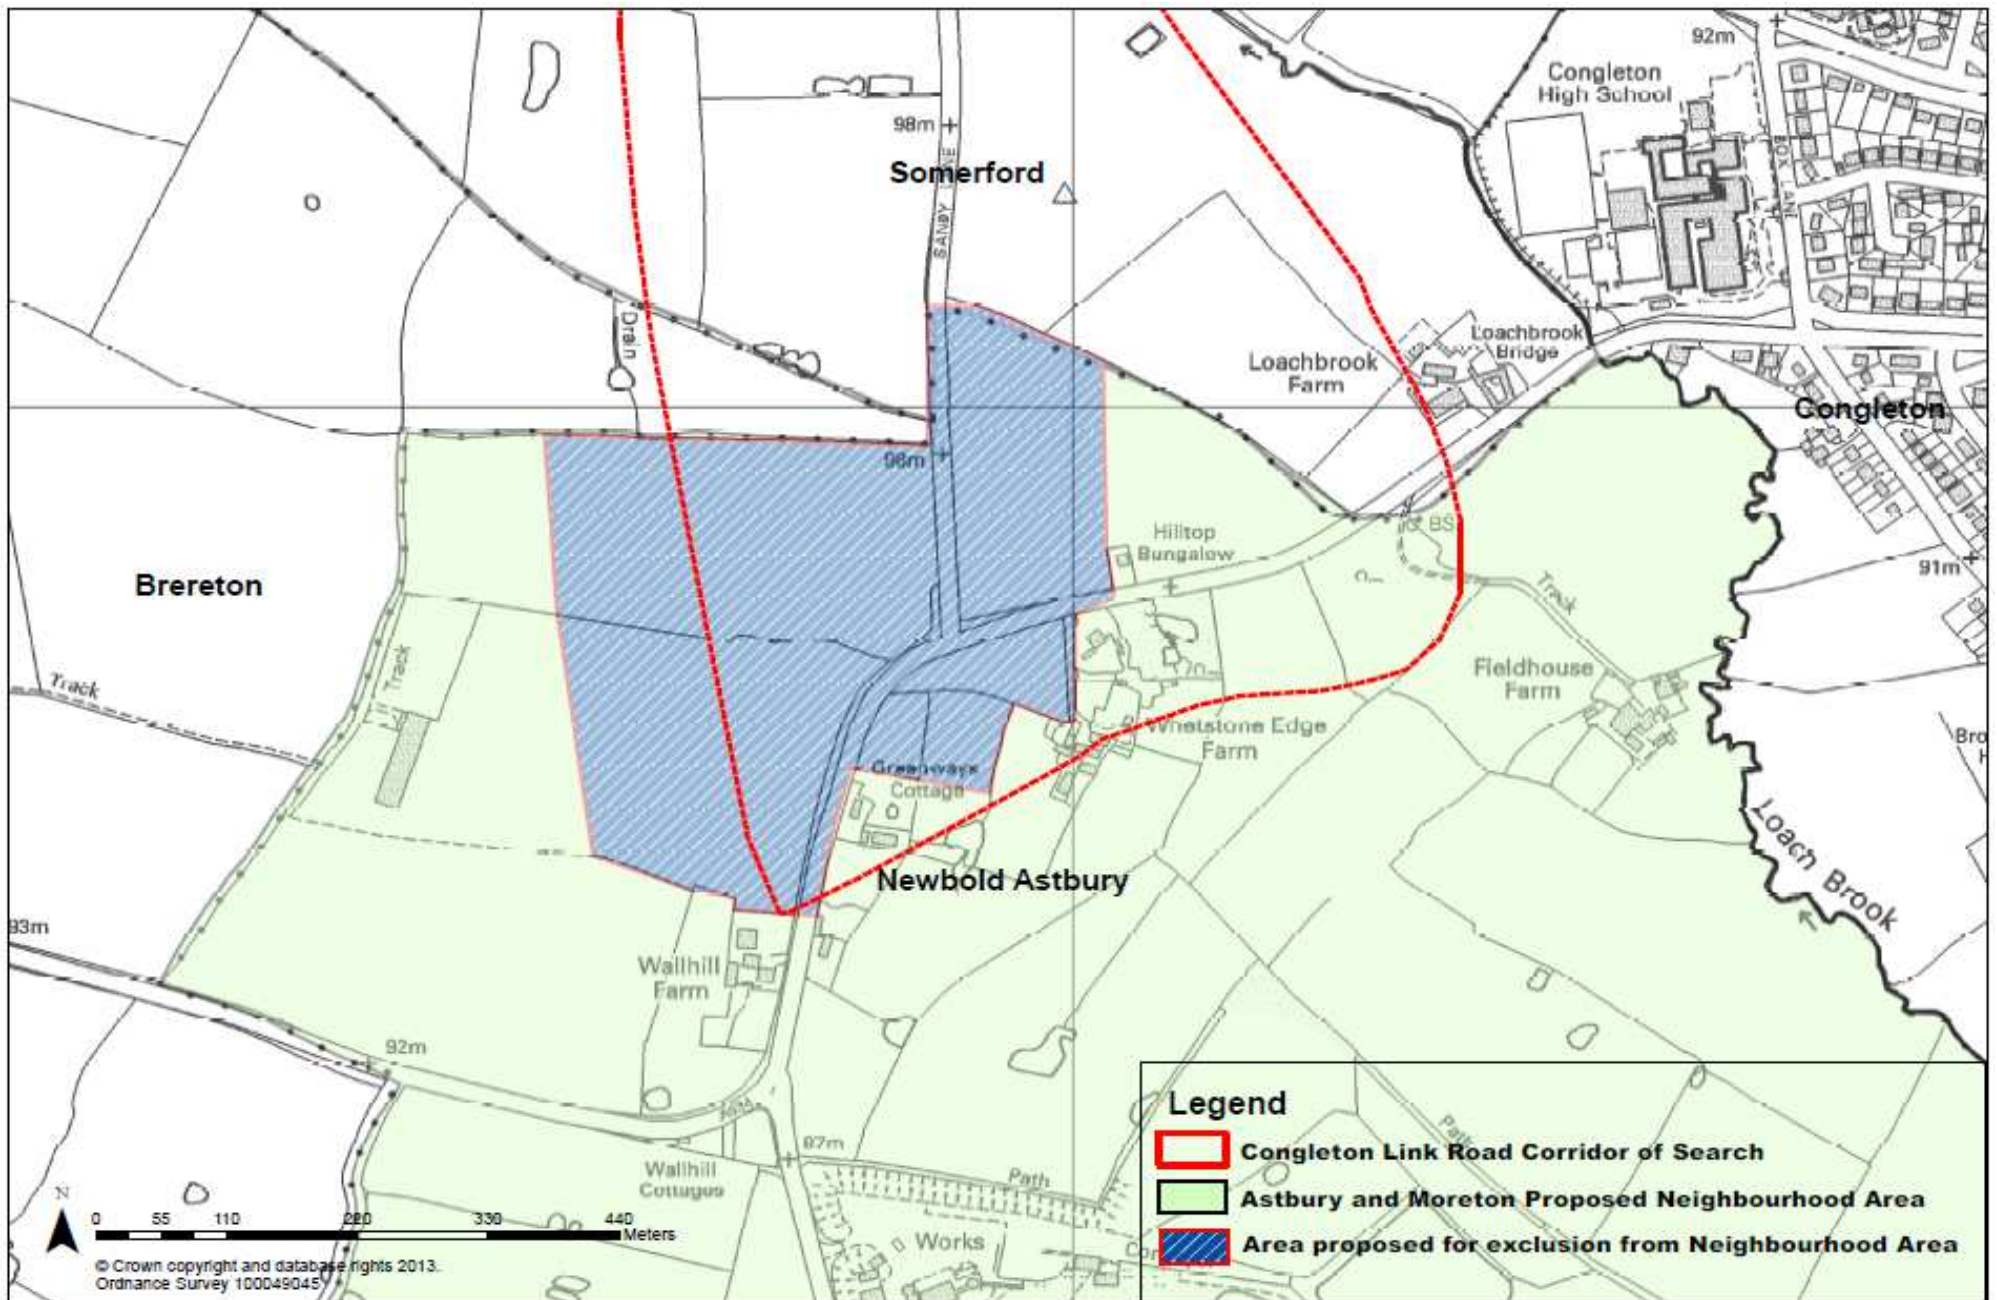 92m
Congleton
High School
98m
Somerford
SANDY LANE
BOX LANE
Drain
Loachbrook
Bridge
Loachbrook
Farm
Congleton
96m
BS
Hilltop
Bungalow
91m
Brereton
Track
Track
Track
Fieldhouse
Farm
Whetstone Edge
Farm
Greenways
Cottage
Loach Brook
Newbold Astbury
93m
Wallhill
Farm
92m
87m
Wallhill
Cottages
Path
Path
Works
N
0 55 110 220 330 440
Meters
© Crown copyright and database rights 2013.
Ordnance Survey 100049045
Legend
Congleton Link Road Corridor of Search
Astbury and Moreton Proposed Neighbourhood Area
Area proposed for exclusion from Neighbourhood Area